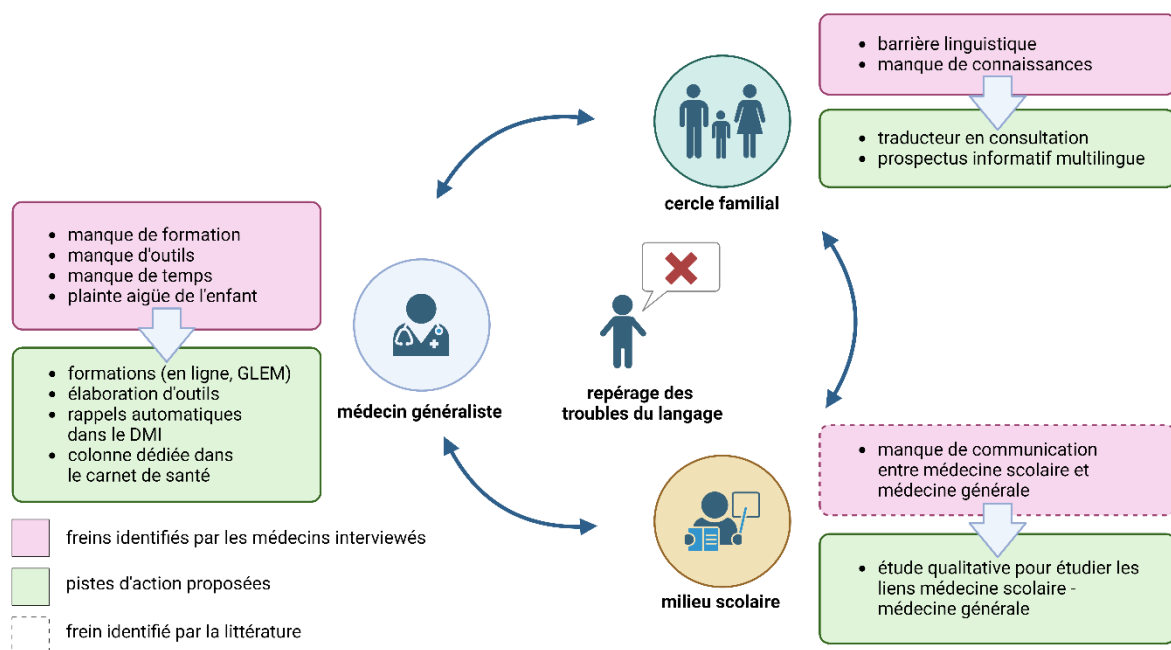 • barrière linguistique
• manque de connaissances
• traducteur en consultation
• prospectus informatif multilingue
cercle familial
• manque de formation
• manque d'outils
• manque de temps
• plainte aigüe de l'enfant
• formations (en ligne, GLEM)
• élaboration d'outils
• rappels automatiques
dans le DMI
• colonne dédiée dans
le carnet de santé
médecin généraliste
repérage des
troubles du langage
• manque de communication
entre médecine scolaire et
médecine générale
• étude qualitative pour étudier les
liens médecine scolaire -
médecine générale
milieu scolaire
freins identifiés par les médecins interviewés
pistes d'action proposées
frein identifié par la littérature